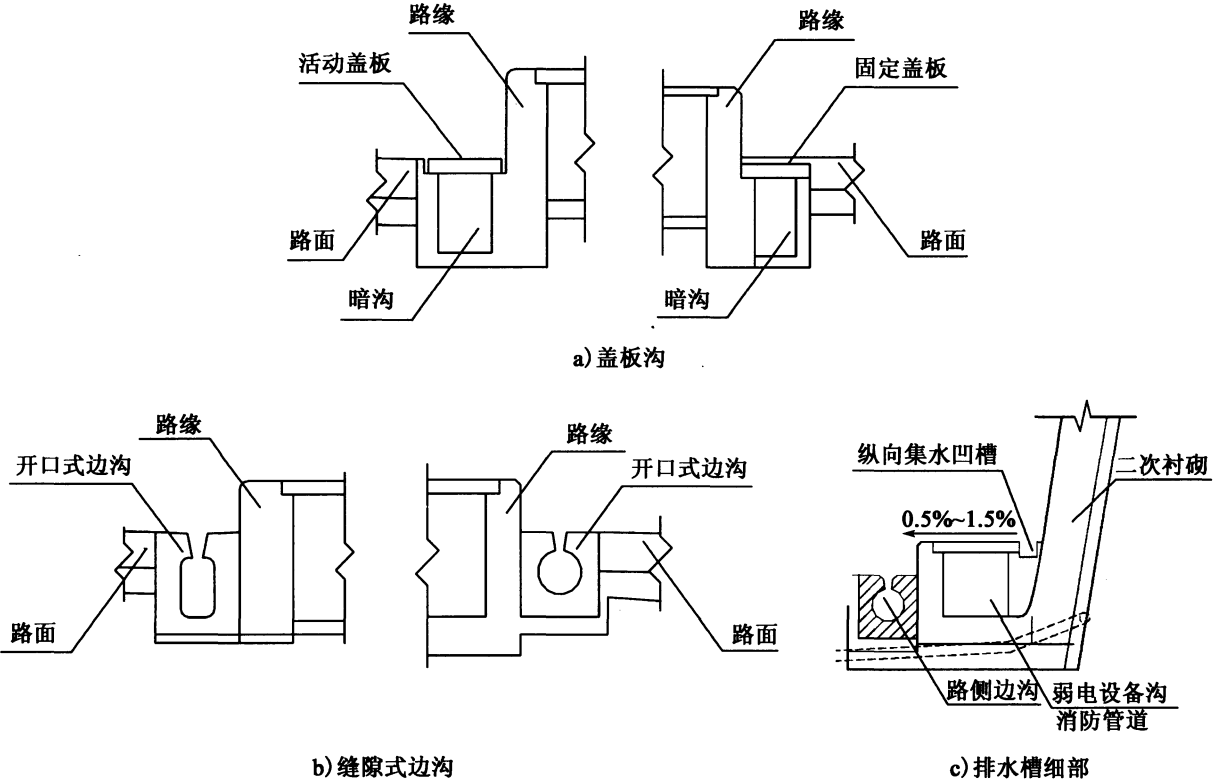 路缘
活动盖板
路面
暗沟
路缘
固定盖板
路面
暗沟
a)盖板沟
路缘
开口式边沟
路面
路缘
开口式边沟
路面
b)缝隙式边沟
纵向集水凹槽
二次衬砌
0.5%~1.5%
路侧边沟
弱电设备沟
消防管道
c)排水槽细部